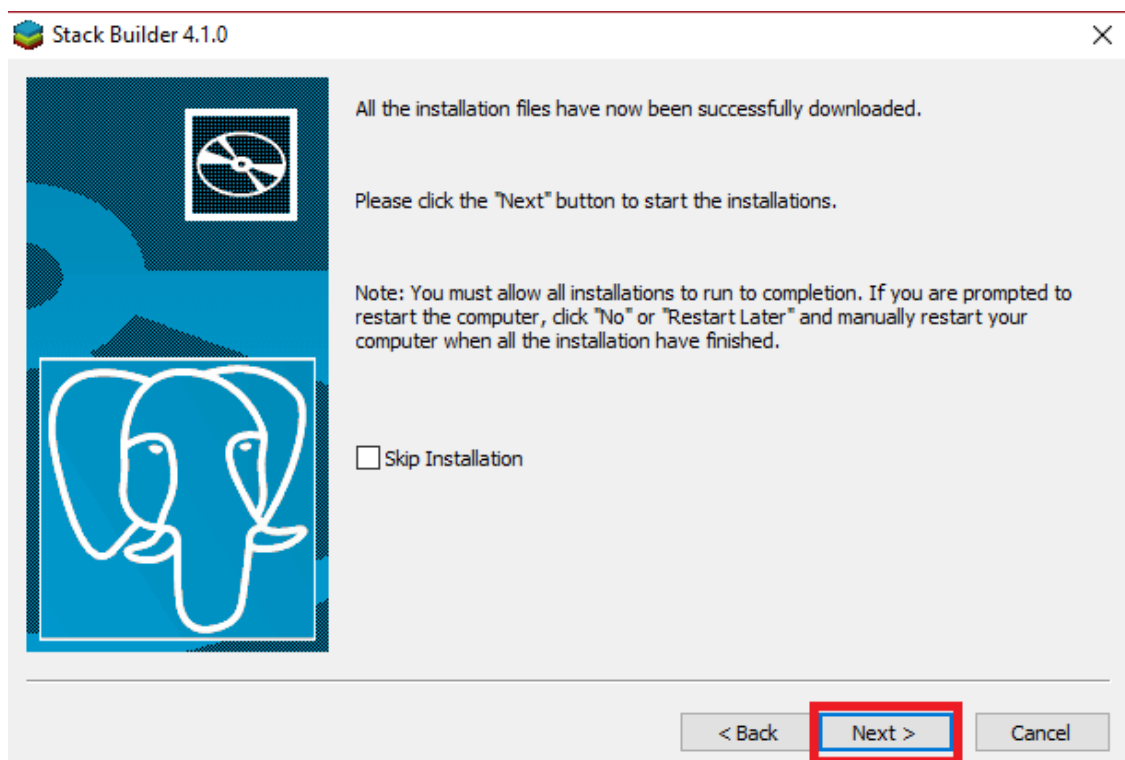 Stack Builder 4.1.0
All the installation files have now been successfully downloaded.
Please click the "Next" button to start the installations.
Note: You must allow all installations to run to completion. If you are prompted to
restart the computer, click "No" or "Restart Later" and manually restart your
computer when all the installation have finished.
Skip Installation
< Back
Next >
Cancel